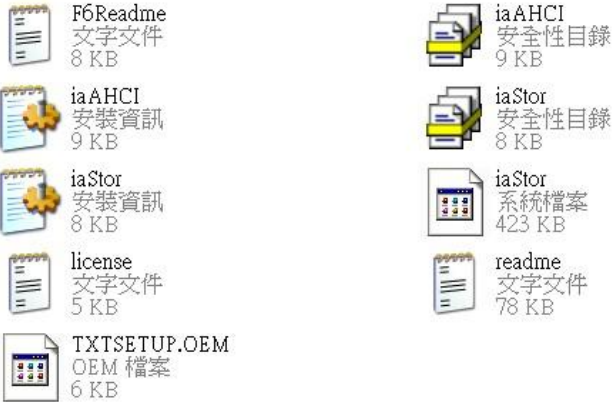 F6Readme
文字文件
8 KB
iaAHCI
安全性目錄
9 KB
iaAHCI
安裝資訊
9 KB
iaStor
安全性目錄
8 KB
iaStor
安裝資訊
8 KB
iaStor
系統檔案
423 KB
license
文字文件
5 KB
readme
文字文件
78 KB
TXTSETUP.OEM
OEM 檔案
6 KB